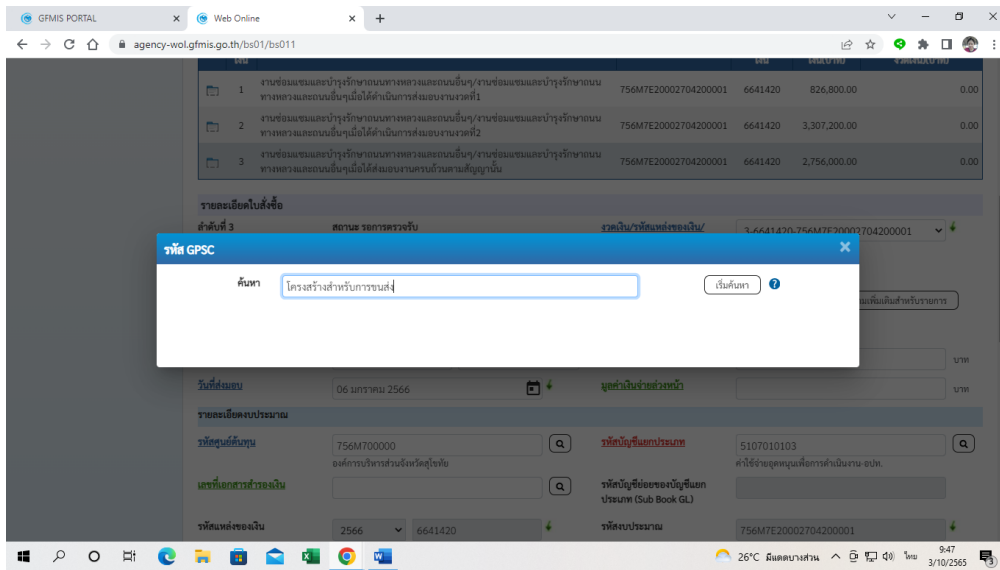 GFMIS PORTAL
Web Online
agency-wol.gfmis.go.th/bs01/bs011
1 งานซ่อมแซมและบำรุงรักษาถนนทางหลวงและถนนอื่นๆ/งานซ่อมแซมและบำรุงรักษาถนน 756M7E20002704200001 6641420 826,800.00 0.00
ทางหลวงและถนนอื่นๆเมื่อได้ดำเนินการส่งมอบงานงวดที่1
2 งานซ่อมแซมและบำรุงรักษาถนนทางหลวงและถนนอื่นๆ/งานซ่อมแซมและบำรุงรักษาถนน 756M7E20002704200001 6641420 3,307,200.00 0.00
ทางหลวงและถนนอื่นๆเมื่อได้ดำเนินการส่งมอบงานงวดที่2
3 งานซ่อมแซมและบำรุงรักษาถนนทางหลวงและถนนอื่นๆ/งานซ่อมแซมและบำรุงรักษาถนน 756M7E20002704200001 6641420 2,756,000.00 0.00
ทางหลวงและถนนอื่นๆเมื่อได้ส่งมอบงานครบถ้วนตามสัญญานั้น
รายละเอียดใบสั่งซื้อ
ลำดับที่ 3 สถานะ รอการตรวจรับ งวดเงิน/รหัสแหล่งของเงิน/ 3-6641420-756M7E20002704200001
รหัส GPSC
ค้นหา โครงสร้างสำหรับการขนส่ง เริ่มค้นหา
มเพิ่มเติมสำหรับรายการ
บาท
วันที่ส่งมอบ 06 มกราคม 2566 มูลค่าเงินจ่ายล่วงหน้า บาท
รายละเอียดงบประมาณ
รหัสศูนย์ต้นทุน 756M700000 รหัสบัญชีแยกประเภท 5107010103
องค์การบริหารส่วนจังหวัดสุโขทัย ค่าใช้จ่ายอุดหนุนเพื่อการดำเนินงาน-อปท.
เลขที่เอกสารสำรองเงิน รหัสบัญชีย่อยของบัญชีแยก
ประเภท (Sub Book GL)
รหัสแหล่งของเงิน 2566 6641420 รหัสงบประมาณ 756M7E20002704200001
26°C มีแดดบางส่วน ไทย 9:47
3/10/2565